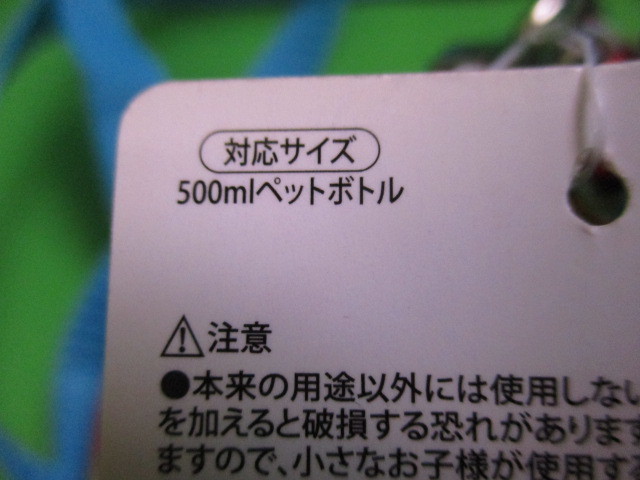 対応サイズ
500mlペットボトル
⚠注意
●本来の用途以外には使用しない
を加えると破損する恐れがあります
ますので、小さなお子様が使用する